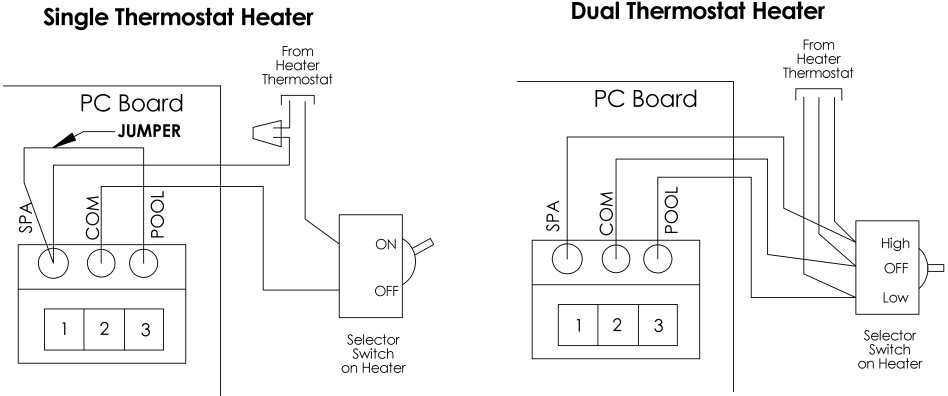 Single Thermostat Heater
From
Heater
Thermostat
PC Board
JUMPER
SPA
COM
POOL
ON
OFF
1 2 3
Selector
Switch
on Heater
Dual Thermostat Heater
From
Heater
Thermostat
PC Board
SPA
COM
POOL
High
OFF
Low
1 2 3
Selector
Switch
on Heater